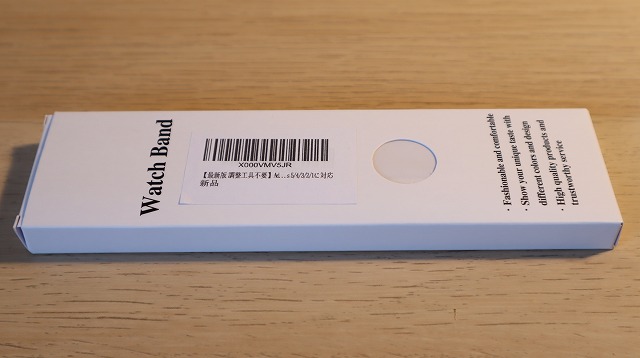 Watch Band
X000VMV5JR
【最新版 調整工具不要】 M...s 5/4/3/2/1に対応
新品
· Fashionable and comfortable
· Show your unique taste with
different colors and design
· High quality products and
trustworthy service